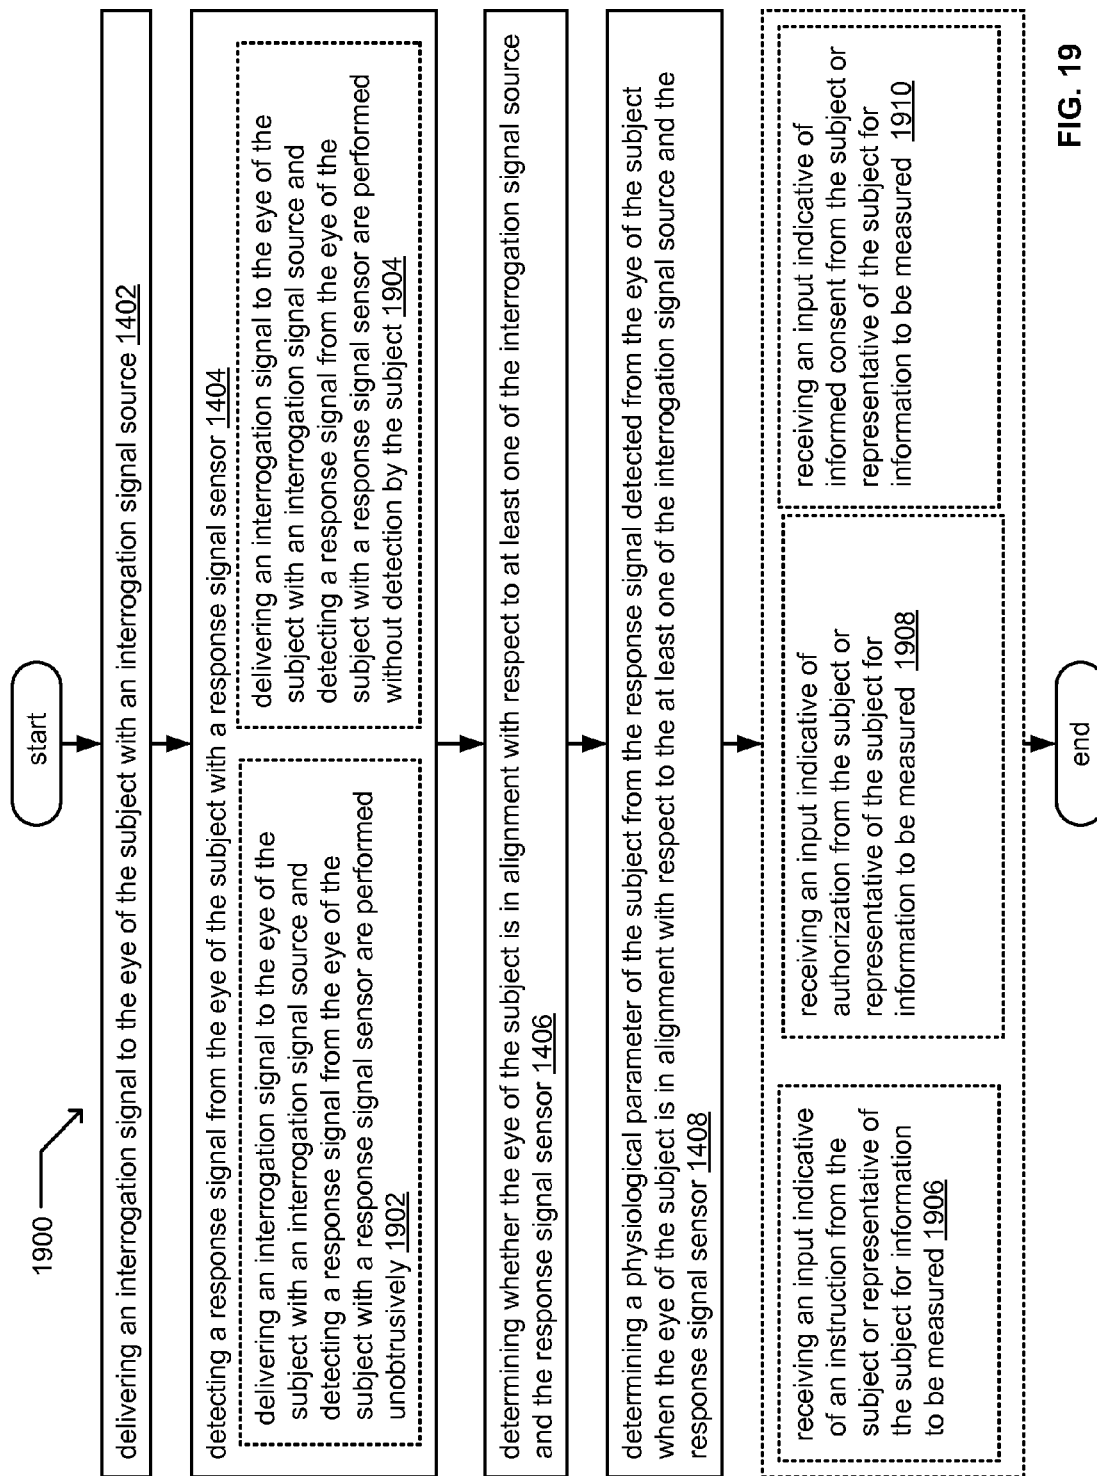 1900
start
delivering an interrogation signal to the eye of the subject with an interrogation signal source 1402
detecting a response signal from the eye of the subject with a response signal sensor 1404
delivering an interrogation signal to the eye of the
subject with an interrogation signal source and
detecting a response signal from the eye of the
subject with a response signal sensor are performed
unobtrusively 1902
delivering an interrogation signal to the eye of the
subject with an interrogation signal source and
detecting a response signal from the eye of the
subject with a response signal sensor are performed
without detection by the subject 1904
determining whether the eye of the subject is in alignment with respect to at least one of the interrogation signal source
and the response signal sensor 1406
determining a physiological parameter of the subject from the response signal detected from the eye of the subject
when the eye of the subject is in alignment with respect to the at least one of the interrogation signal source and the
response signal sensor 1408
receiving an input indicative
of an instruction from the
subject or representative of
the subject for information
to be measured 1906
receiving an input indicative of
authorization from the subject or
representative of the subject for
information to be measured 1908
receiving an input indicative of
informed consent from the subject or
representative of the subject for
information to be measured 1910
end
FIG. 19